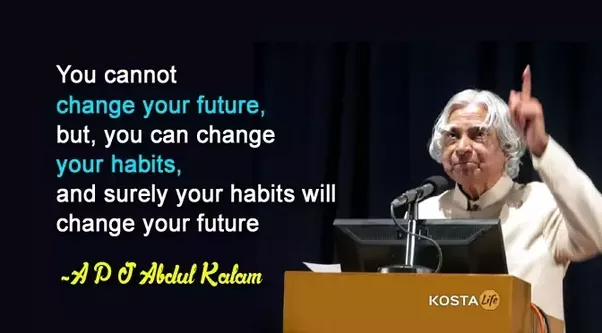 You cannot
change your future,
but, you can change
your habits,
and surely your habits will
change your future
~A P J Abdul Kalam
KOSTA Life